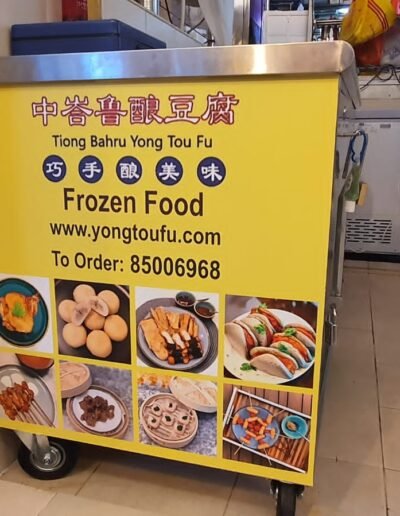 中峇鲁酿豆腐
Tiong Bahru Yong Tou Fu
巧手酿美味
Frozen Food
www.yongtoufu.com
To Order: 85006968